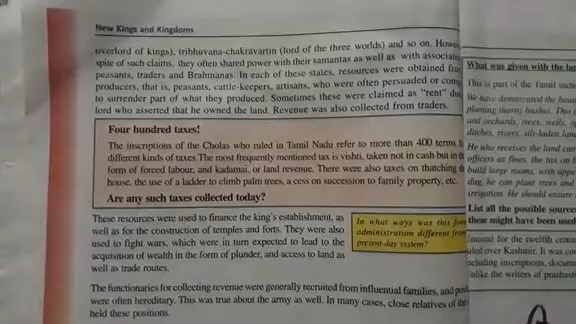 New Kings and Kingdoms
overlord of kings), tribhuvana-chakravartin (lord of the three worlds) and so on.
spite of such claims, they often shared power with their samantas as well as with
peasants, traders and Brahmanas. In each of these states, resources were obtained
producers, that is, peasants, cattle-keepers, artisans, who were often persuaded or
to surrender part of what they produced. Sometimes these were claimed as "rent"
lord who asserted that he owned the land. Revenue was also collected from traders.
Four hundred taxes!
The inscriptions of the Cholas who ruled in Tamil Nadu refer to more than 400 terms
different kinds of taxes. The most frequently mentioned tax is vishti, taken not in cash but in
form of forced labour, and kadamai, or land revenue. There were also taxes on thatching
house, the use of a ladder to climb palm trees, a cess on succession to family property, etc.
Are any such taxes collected today?
These resources were used to finance the king's establishment, as
well as for the construction of temples and forts. They were also
used to fight wars, which were in turn expected to lead to the
acquisition of wealth in the form of plunder, and access to land as
well as trade routes.
In what ways was this
administration different from
present-day system?
The functionaries for collecting revenue were generally recruited from influential families, and
were often hereditary. This was true about the army as well. In many cases, close relatives of the
held these positions.
What was given with the
This is part of the Tamil
We have demarcated the
planting thorny bushes. This
and orchards, trees, wells,
ditches, rivers, silt-laden
He who receives the land can
officers as fines, the tax on
build large rooms, with
dug, he can plant trees and
irrigation. He should ensure
List all the possible
these might have been used
Unusual for the twelfth
ruled over Kashmir. It was
including inscriptions,
Unlike the writers of